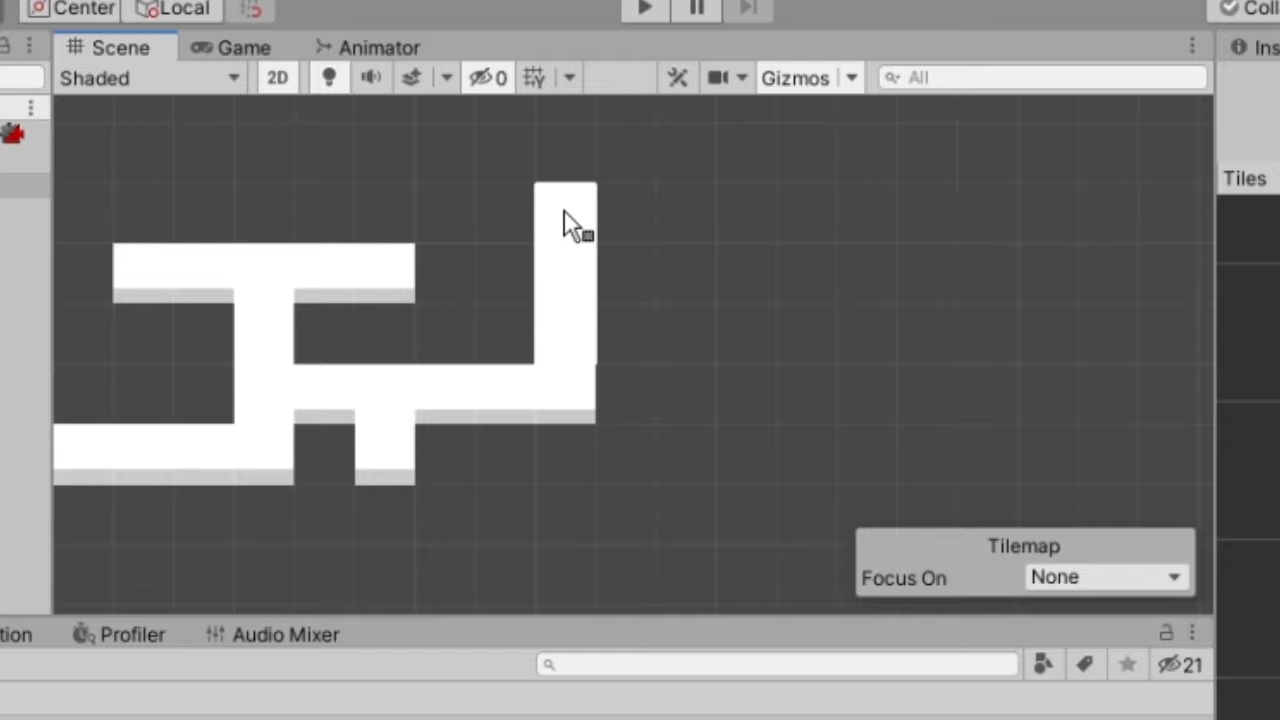 Center Local
Coll
Scene Game Animator
Ins
Shaded 2D 0 Gizmos All
Tiles
Tilemap
Focus On None
tion Profiler Audio Mixer
21